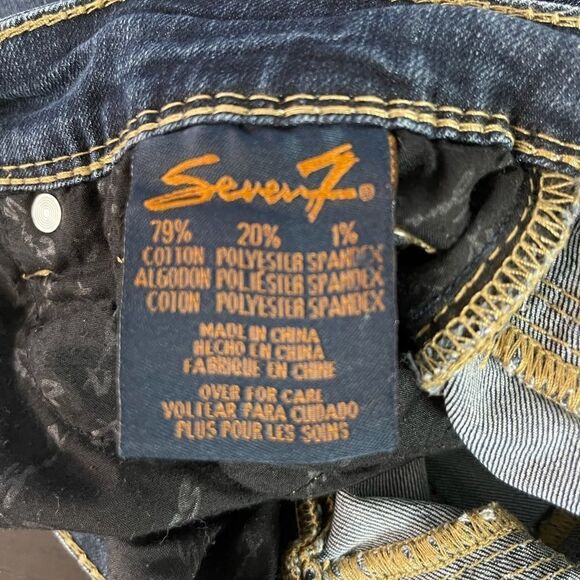 Seven7®
79% 20% 1%
COTTON POLYESTER SPANDEX
ALGODON POLIÉSTER SPANDEX
COTON POLYESTER SPANDEX
MADE IN CHINA
HECHO EN CHINA
FABRIQUE EN CHINE
OVER FOR CARE
VOLTEAR PARA CUIDADO
PLUS POUR LES SOINS